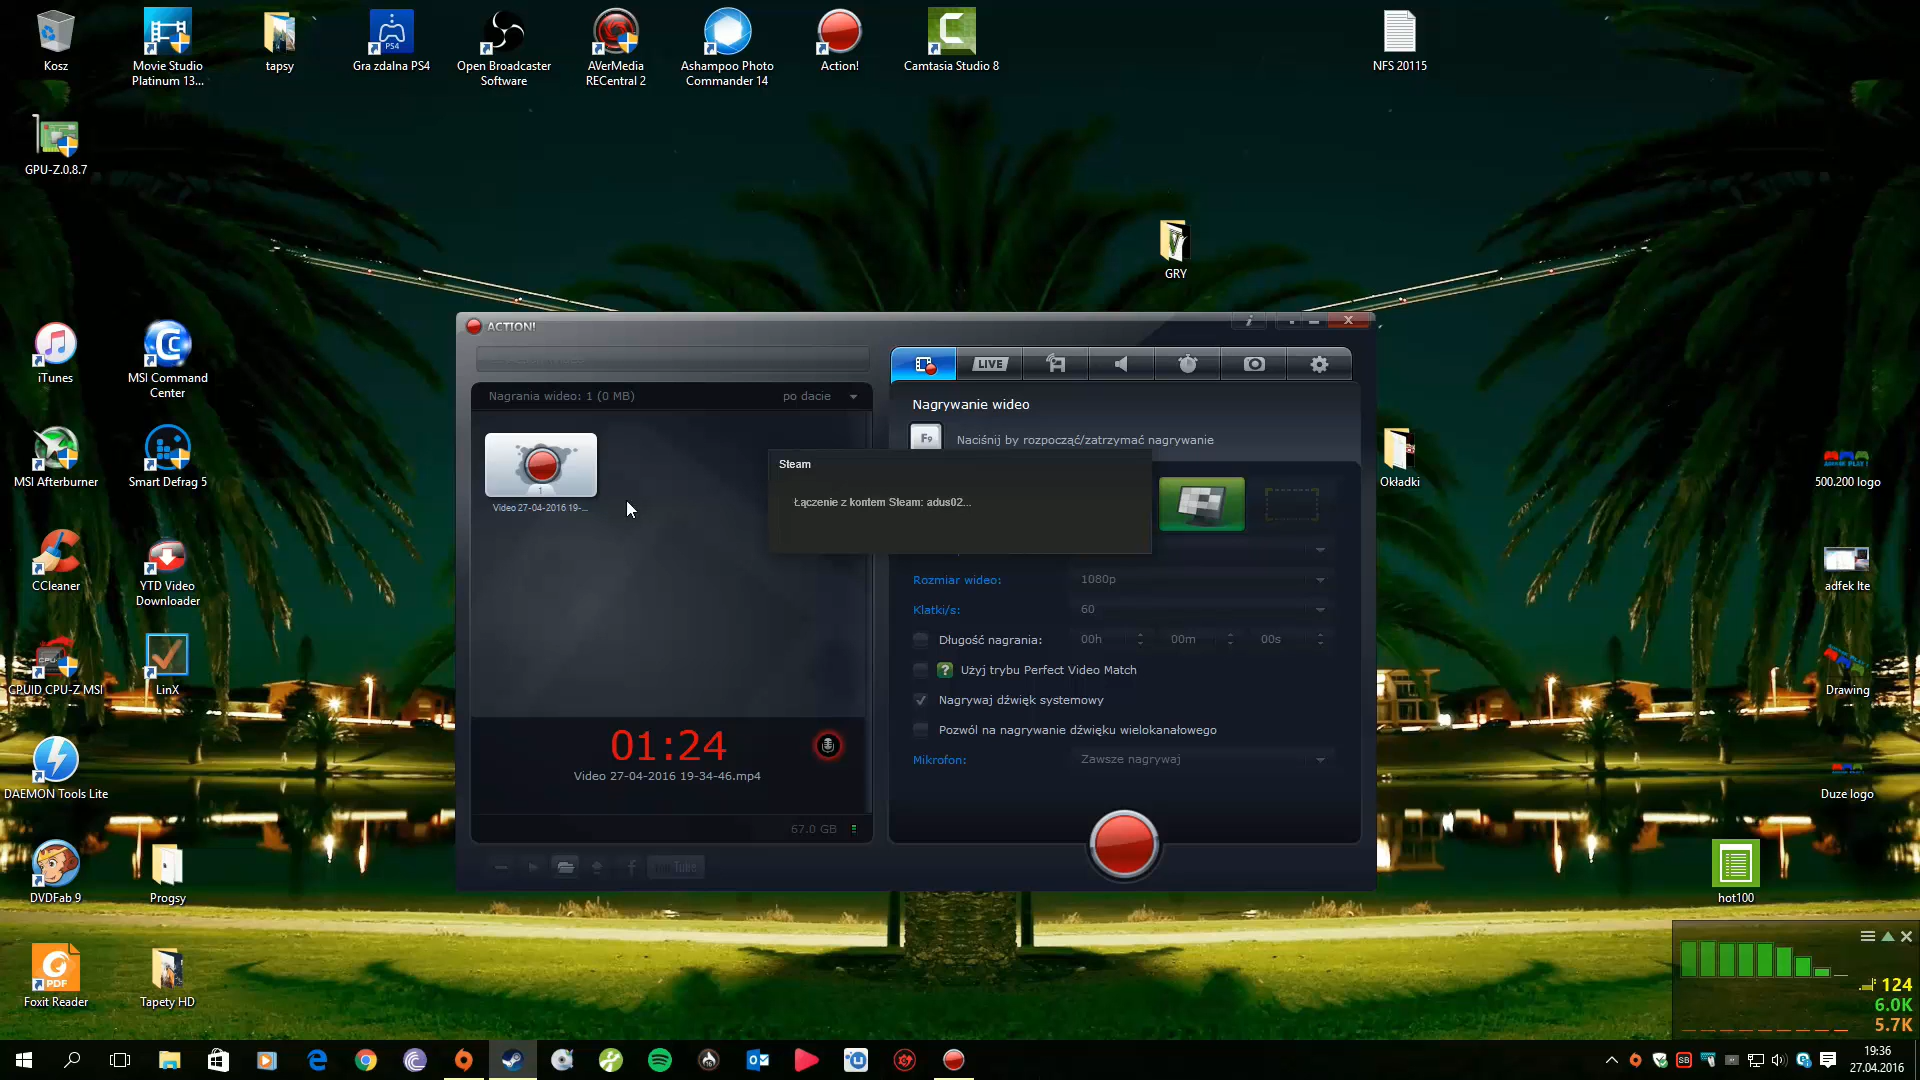 Kosz
Movie Studio
Platinum 13...
tapsy
Gra zdalna PS4
Open Broadcaster
Software
AVerMedia
RECentral 2
Ashampoo Photo
Commander 14
Action!
Camtasia Studio 8
NFS 20115
GPU-Z.0.8.7
GRY
iTunes
MSI Command
Center
MSI Afterburner
Smart Defrag 5
CCleaner
YTD Video
Downloader
CPUID CPU-Z MSI
LinX
DAEMON Tools Lite
DVDFab 9
Progsy
Foxit Reader
Tapety HD
ACTION!
Nagrania wideo: 1 (0 MB)
po dacie
Video 27-04-2016 19-...
01:24
Video 27-04-2016 19-34-46.mp4
67.0 GB
LIVE
Nagrywanie wideo
F9
Naciśnij by rozpocząć/zatrzymać nagrywanie
Steam
Łączenie z kontem Steam: adus02...
Rozmiar wideo:
1080p
Klatki/s:
60
Długość nagrania:
00h
00m
00s
Użyj trybu Perfect Video Match
Nagrywaj dźwięk systemowy
Pozwól na nagrywanie dźwięku wielokanałowego
Mikrofon:
Zawsze nagrywaj
Okładki
500.200 logo
adfek lte
Drawing
Duze logo
hot100
124
6.0K
5.7K
19:36
27.04.2016